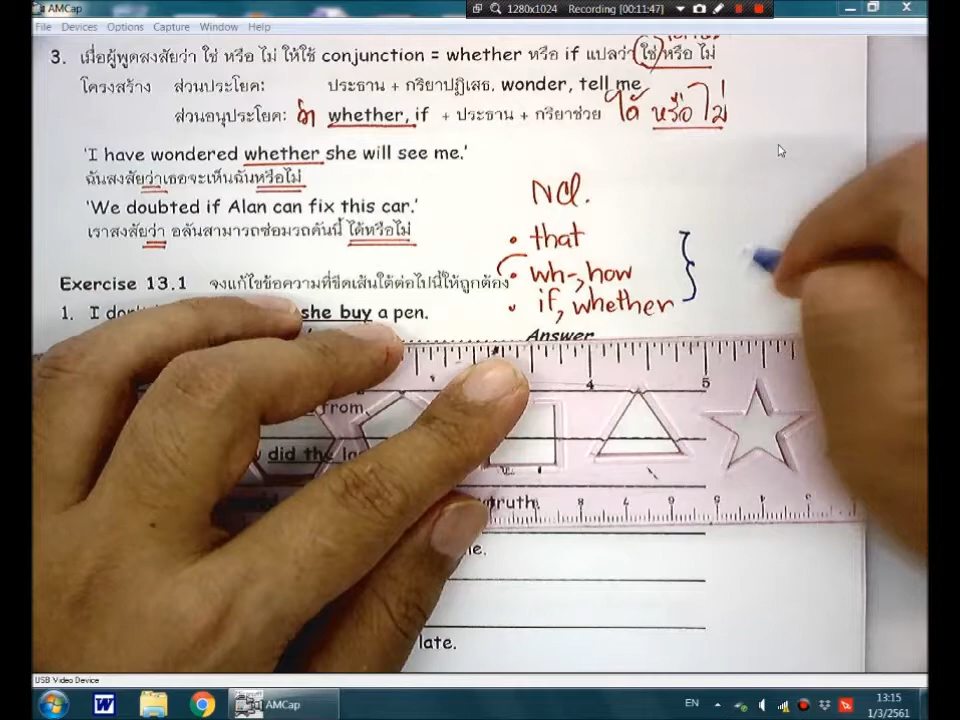 AMCap
1280x1024 Recording [00:11:47]
File Devices Options Capture Window Help
3. เมื่อผู้พูดสงสัยว่า ใช่ หรือ ไม่ ให้ใช้ conjunction = whether หรือ if แปลว่า ใช่ หรือ ไม่
โครงสร้าง ส่วนประโยค: ประธาน + กริยาปฏิเสธ, wonder, tell me
ส่วนอนุประโยค: whether, if + ประธาน + กริยาช่วย ได้ หรือ ไม่
'I have wondered whether she will see me.'
ฉันสงสัยว่าเธอจะเห็นฉันหรือไม่
NCl.
'We doubted if Alan can fix this car.'
เราสงสัยว่า อลันสามารถซ่อมรถคันนี้ ได้หรือไม่
• that
• wh-, how
• if, whether
Exercise 13.1 จงแก้ไขข้อความที่ขีดเส้นใต้ต่อไปนี้ให้ถูกต้อง
1. I she buy a pen.
Answer
4 5
from
did the
truth.
late.
USB Video Device
AMCap
EN
13:15
1/3/2561